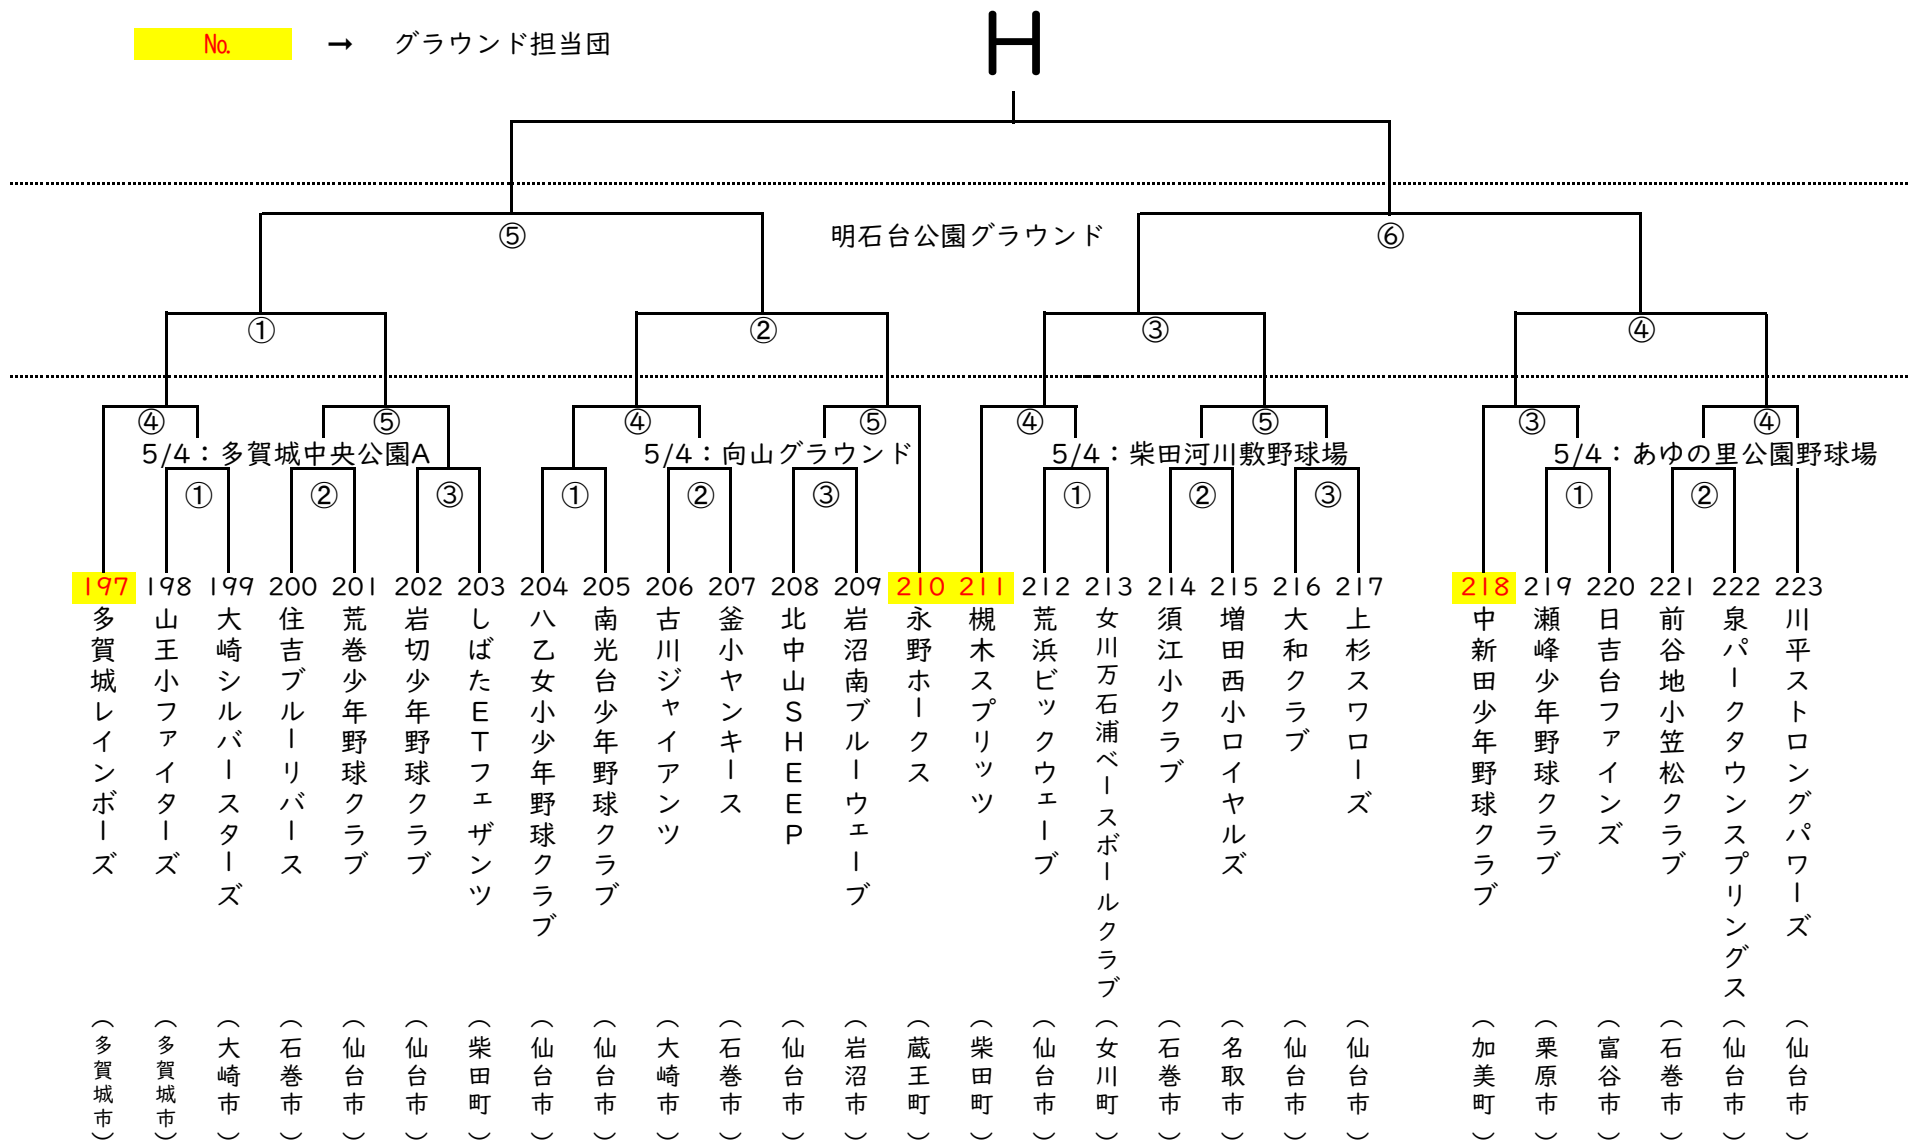 No. → グラウンド担当団
H
⑤ 明石台公園グラウンド ⑥
① ② ③ ④
④ ⑤ ④ ⑤ ④ ⑤ ③ ④
5/4：多賀城中央公園A 5/4：向山グラウンド 5/4：柴田河川敷野球場 5/4：あゆの里公園野球場
① ② ③ ① ② ③ ① ② ③ ① ②
197 198 199 200 201 202 203 204 205 206 207 208 209 210 211 212 213 214 215 216 217 218 219 220 221 222 223
多賀城レインボーズ
山王小ファイターズ
大崎シルバースターズ
住吉ブルーリバース
荒巻少年野球クラブ
岩切少年野球クラブ
しばたETフェザンツ
八乙女小少年野球クラブ
南光台少年野球クラブ
古川ジャイアンツ
釜小ヤンキース
北中山SHEEP
岩沼南ブルーウェーブ
永野ホークス
槻木スプリッツ
荒浜ビックウェーブ
女川万石浦ベースボールクラブ
須江小クラブ
増田西小ロイヤルズ
大和クラブ
上杉スワローズ
中新田少年野球クラブ
瀬峰少年野球クラブ
日吉台ファインズ
前谷地小笠松クラブ
泉パークタウンスプリングス
川平ストロングパワーズ
（多賀城市）
（多賀城市）
（大崎市）
（石巻市）
（仙台市）
（仙台市）
（柴田町）
（仙台市）
（仙台市）
（大崎市）
（石巻市）
（仙台市）
（岩沼市）
（蔵王町）
（柴田町）
（仙台市）
（女川町）
（石巻市）
（名取市）
（仙台市）
（仙台市）
（加美町）
（栗原市）
（富谷市）
（石巻市）
（仙台市）
（仙台市）